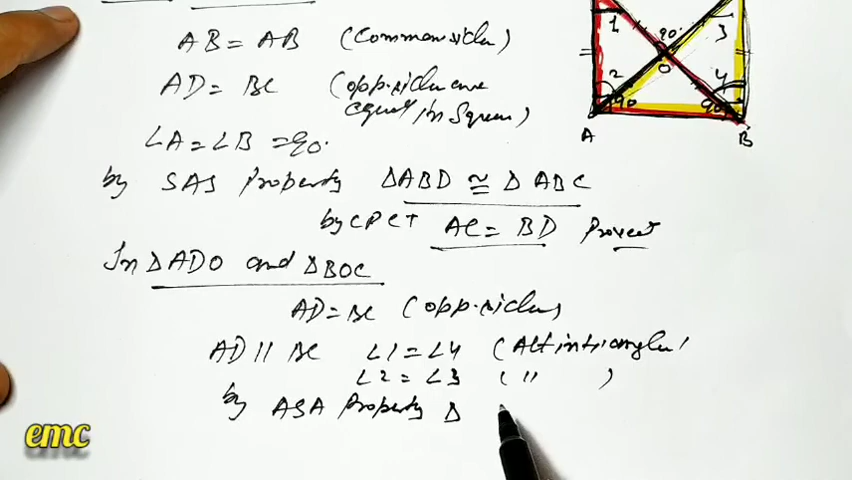 AB = AB (Common side)
AD = BC (opp. sides are equal in Square)
∠A = ∠B = 90°
by SAS Property ΔABD ≅ ΔABC
by CPCT AC = BD Proved
In ΔADO and ΔBOC
AD = BC (opp. sides)
AD || BC ∠1 = ∠4 (Alt int. angles)
∠2 = ∠3 ( " )
by ASA Property Δ
1
2
3
4
90°
O
90
90
A
B
emc